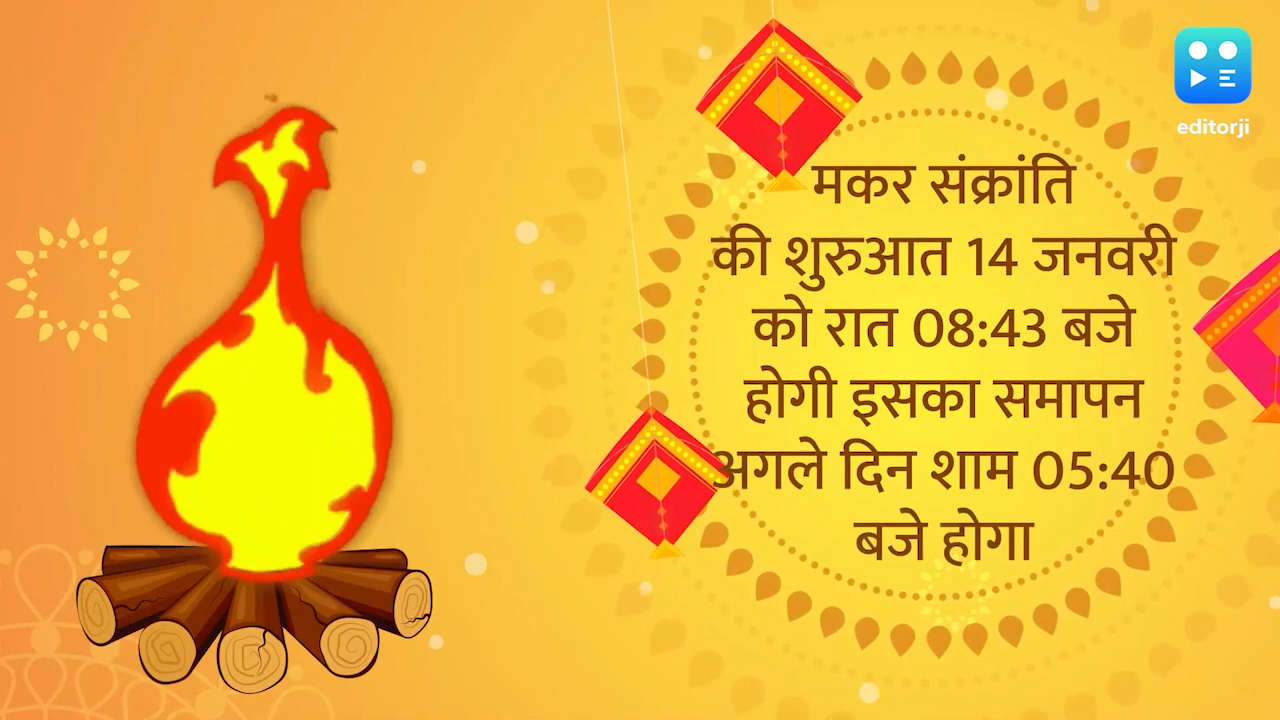 editorji
मकर संक्रांति
की शुरुआत 14 जनवरी
को रात 08:43 बजे
होगी इसका समापन
अगले दिन शाम 05:40
बजे होगा